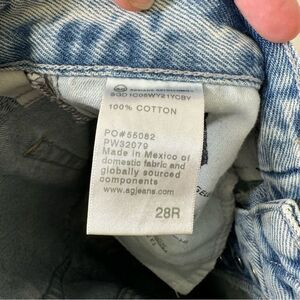 100% COTTON
PO#55082
PW32079
Made in Mexico of
domestic fabric and
globally sourced
components
www.agjeans.com
28R